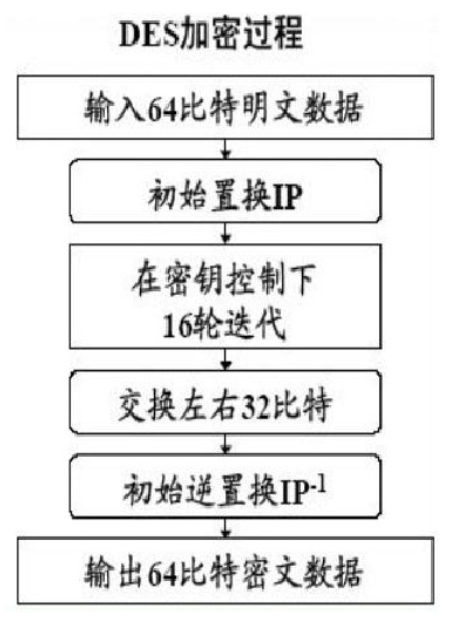 DES加密过程
输入64比特明文数据
初始置换IP
在密钥控制下
16轮迭代
交换左右32比特
初始逆置换IP⁻¹
输出64比特密文数据